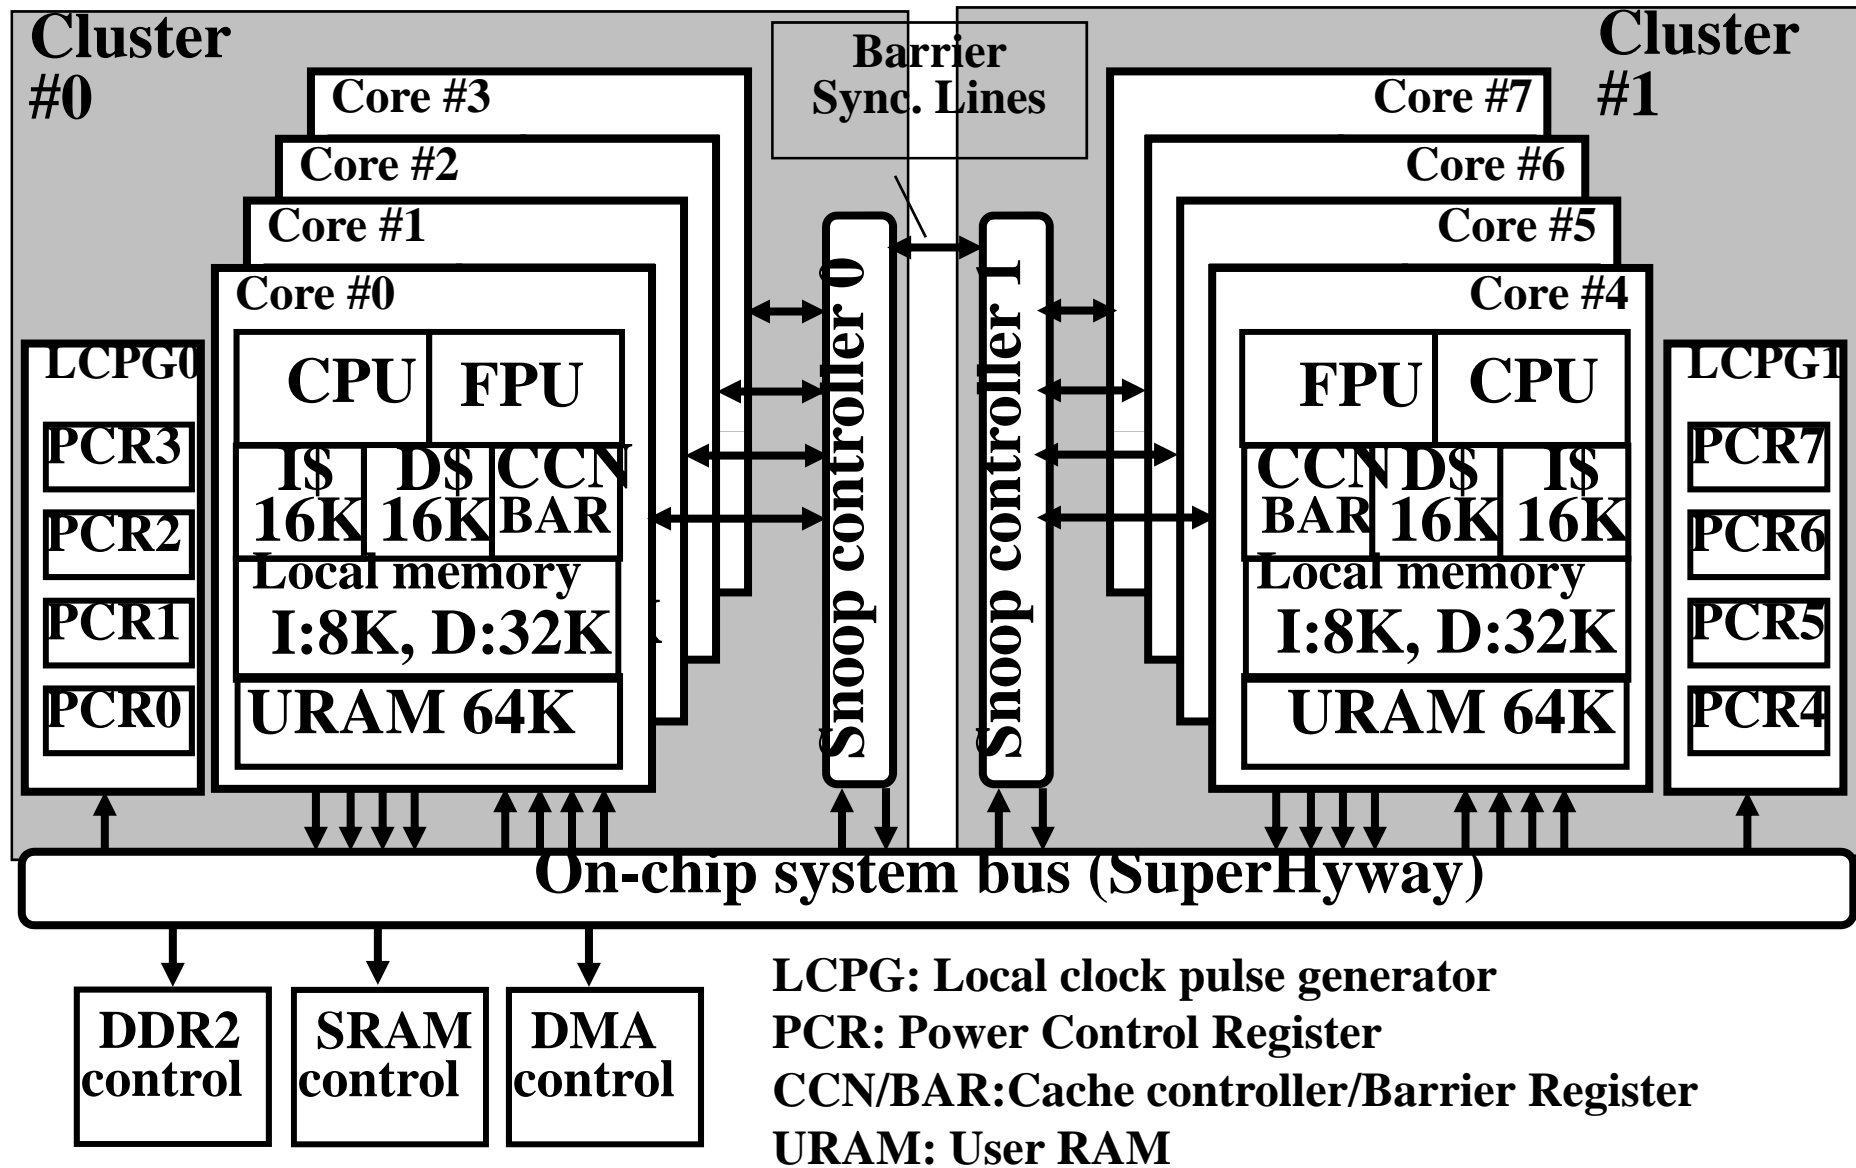 Cluster
#0
Core #3
Core #2
Core #1
Core #0
CPU FPU
I$ D$ CCN
16K 16K BAR
Local memory
I:8K, D:32K
URAM 64K
LCPG0
PCR3
PCR2
PCR1
PCR0
Barrier
Sync. Lines
Snoop controller 0
Snoop controller 1
Cluster
#1
Core #7
Core #6
Core #5
Core #4
FPU CPU
CCN D$ I$
BAR 16K 16K
Local memory
I:8K, D:32K
URAM 64K
LCPG1
PCR7
PCR6
PCR5
PCR4
On-chip system bus (SuperHyway)
DDR2
control
SRAM
control
DMA
control
LCPG: Local clock pulse generator
PCR: Power Control Register
CCN/BAR:Cache controller/Barrier Register
URAM: User RAM